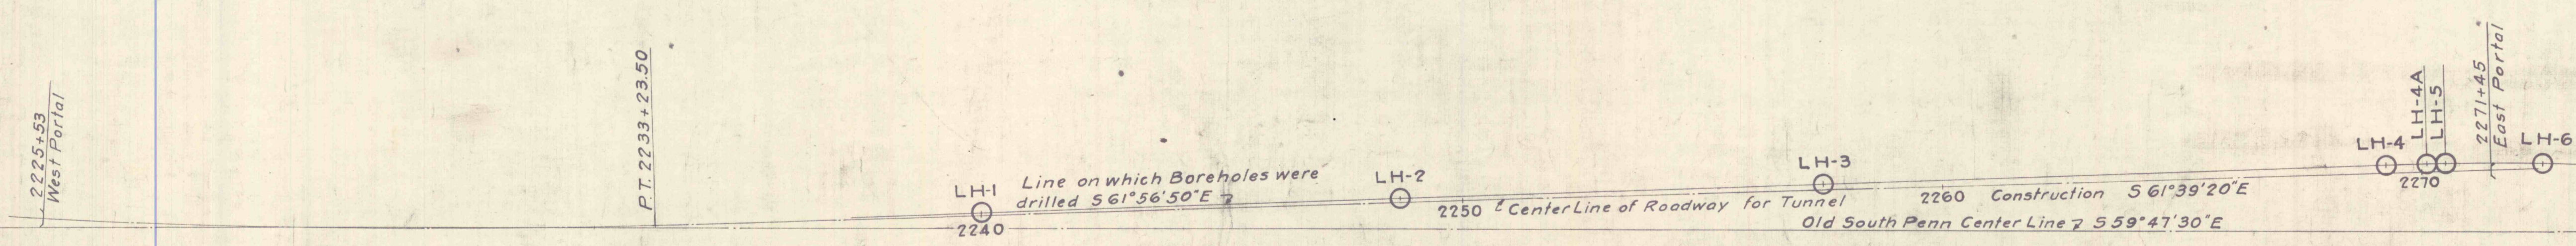 2225+53
West Portal
P.T. 2233+23.50
LH-1
2240
Line on which Boreholes were
drilled S 61°56'50"E
LH-2
2250
Center Line of Roadway for Tunnel
LH-3
2260
Construction S 61°39'20"E
Old South Penn Center Line S 59°47'30"E
LH-4
LH-4A
LH-5
2270
2271+45
East Portal
LH-6